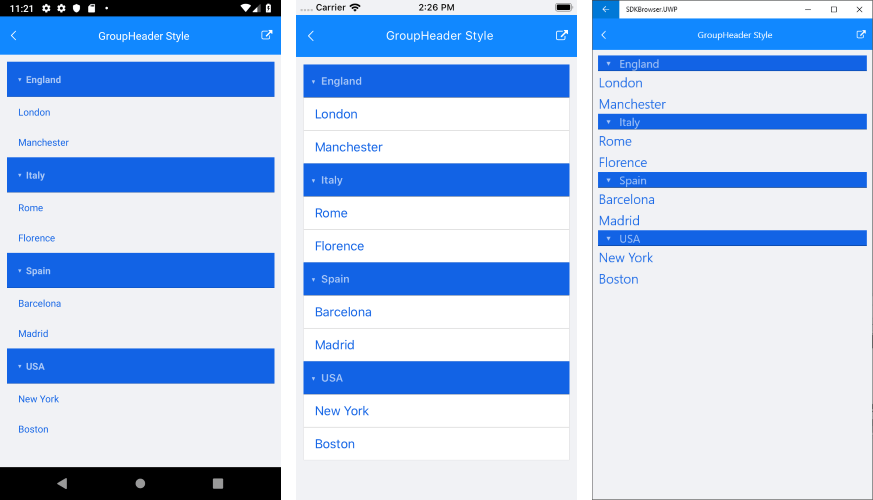 11:21
GroupHeader Style
England
London
Manchester
Italy
Rome
Florence
Spain
Barcelona
Madrid
USA
New York
Boston
Carrier 2:26 PM
GroupHeader Style
England
London
Manchester
Italy
Rome
Florence
Spain
Barcelona
Madrid
USA
New York
Boston
SDKBrowser.UWP
GroupHeader Style
England
London
Manchester
Italy
Rome
Florence
Spain
Barcelona
Madrid
USA
New York
Boston